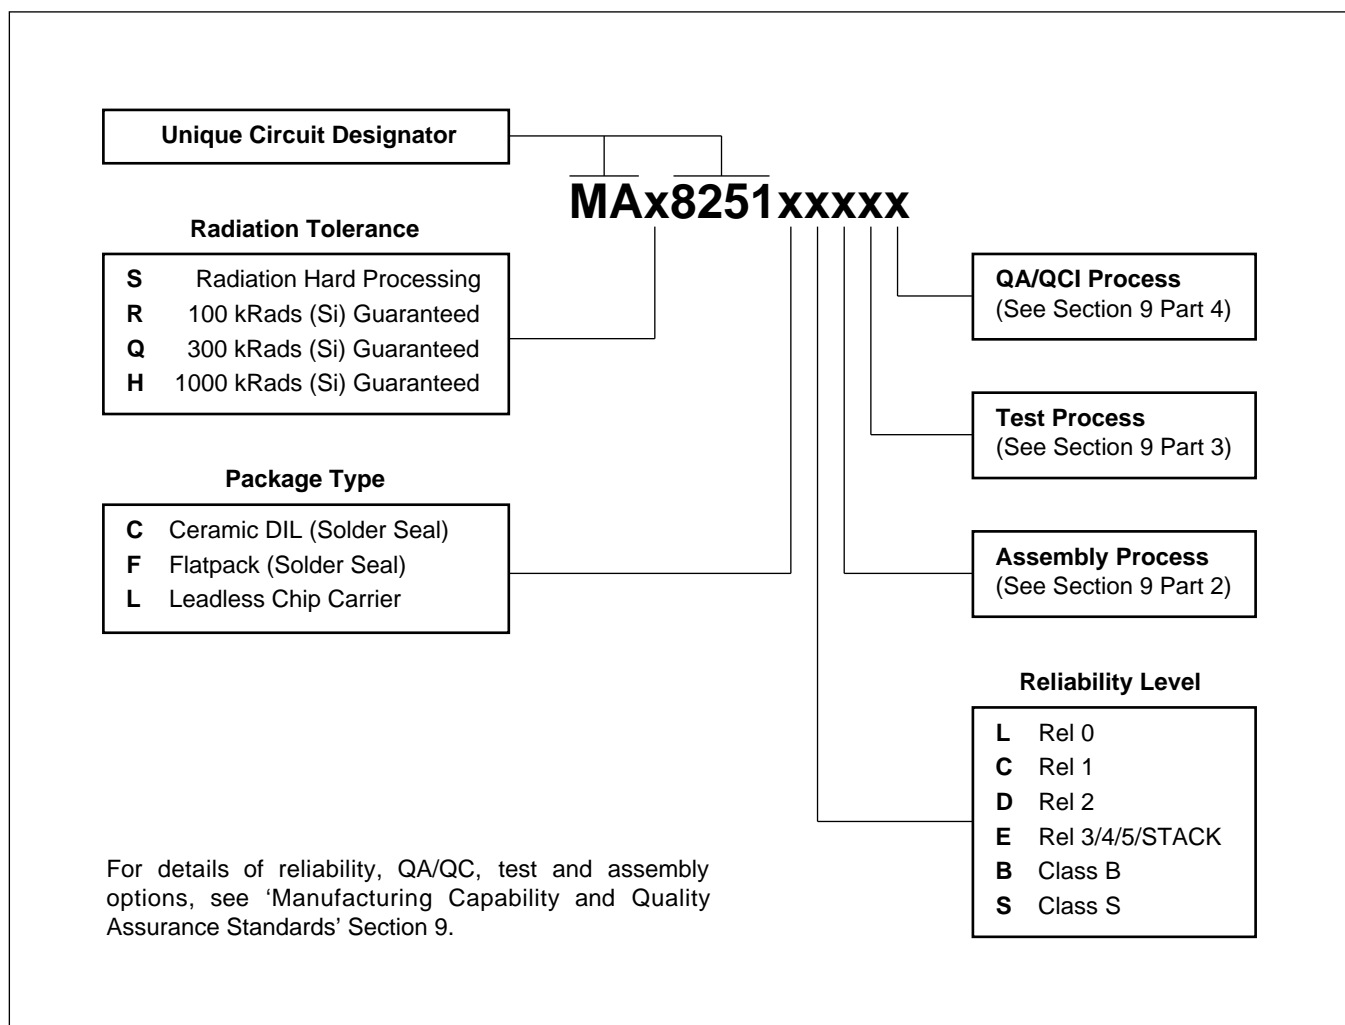 Unique Circuit Designator
MAx8251xxxxx
Radiation Tolerance
S Radiation Hard Processing
R 100 kRads (Si) Guaranteed
Q 300 kRads (Si) Guaranteed
H 1000 kRads (Si) Guaranteed
Package Type
C Ceramic DIL (Solder Seal)
F Flatpack (Solder Seal)
L Leadless Chip Carrier
QA/QCI Process
(See Section 9 Part 4)
Test Process
(See Section 9 Part 3)
Assembly Process
(See Section 9 Part 2)
Reliability Level
L Rel 0
C Rel 1
D Rel 2
E Rel 3/4/5/STACK
B Class B
S Class S
For details of reliability, QA/QC, test and assembly
options, see ‘Manufacturing Capability and Quality
Assurance Standards’ Section 9.